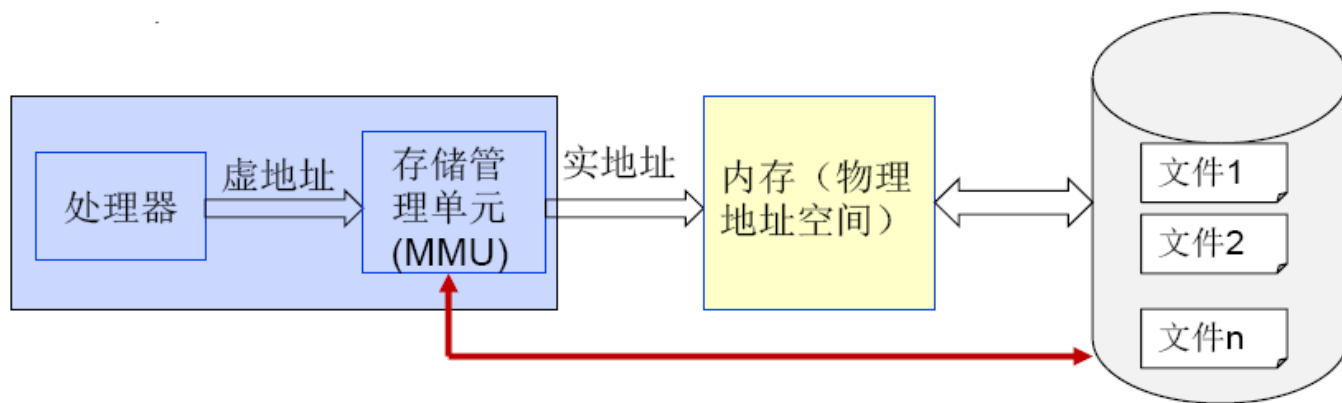 处理器
虚地址
存储管
理单元
(MMU)
实地址
内存（物理
地址空间）
文件1
文件2
文件n